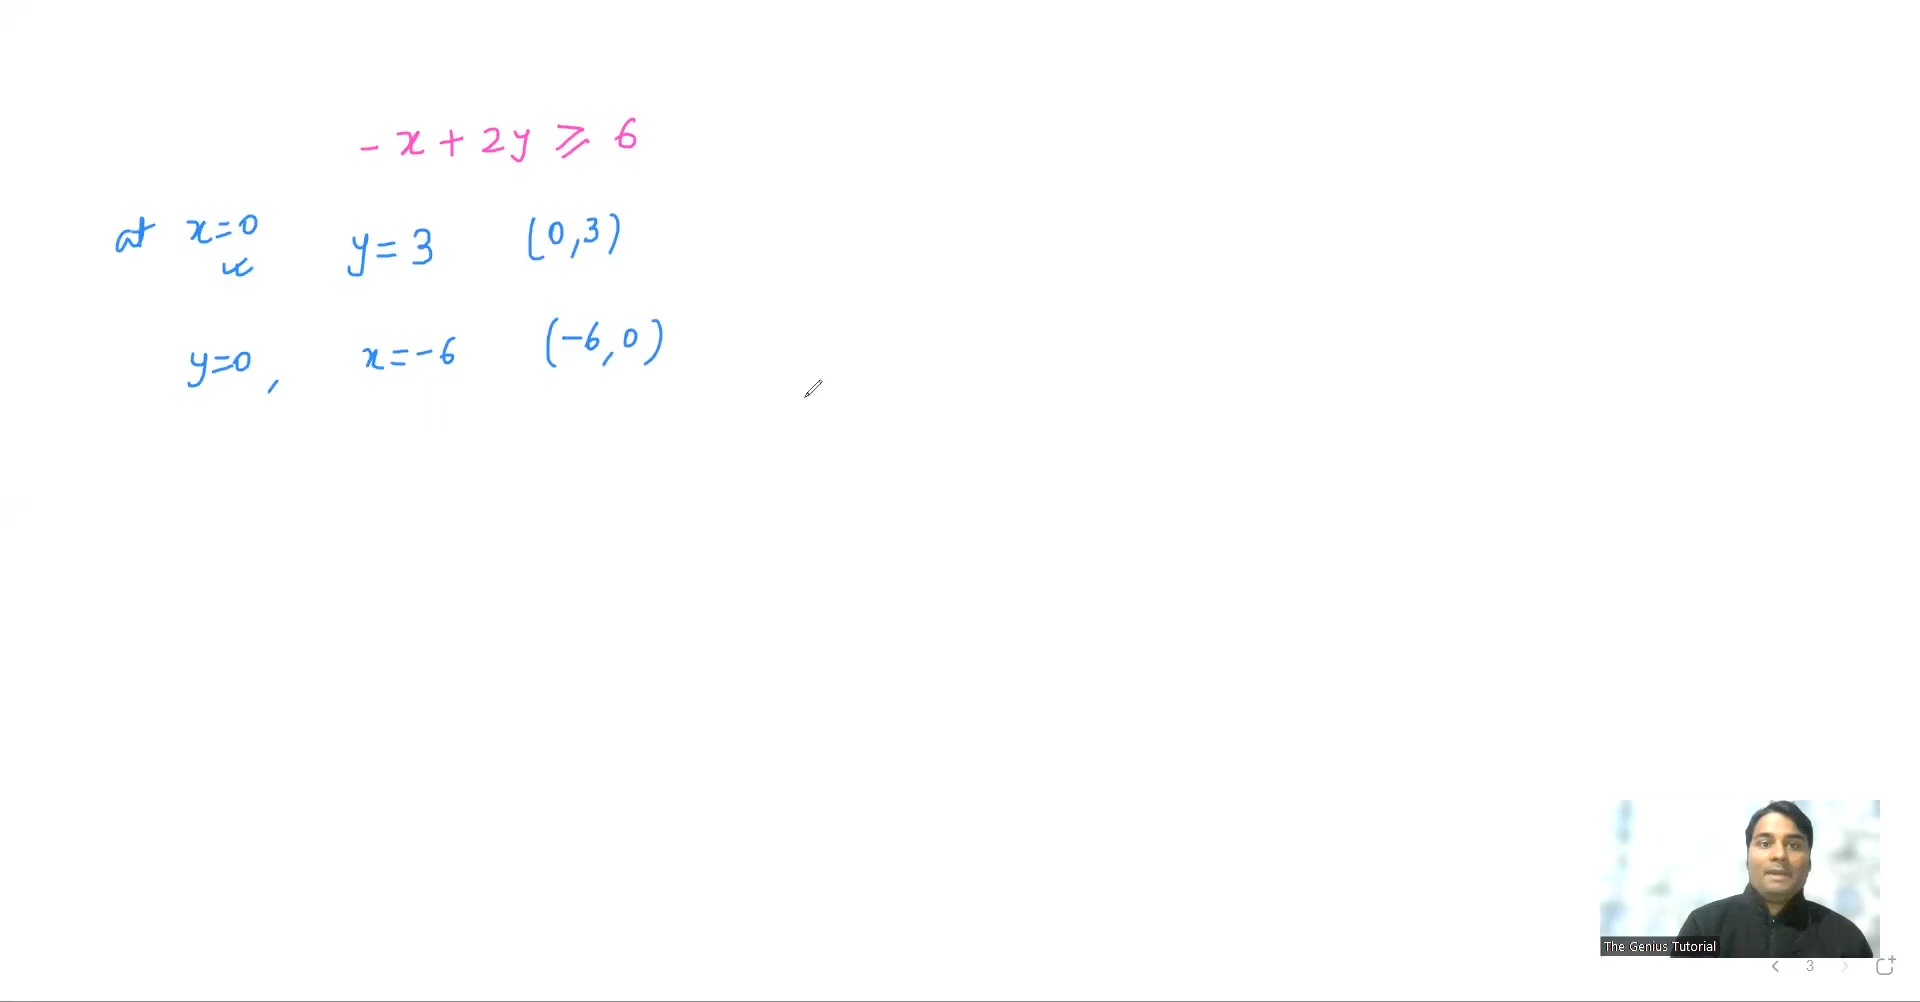 -x + 2y ⩾ 6
at x=0 y=3 (0,3)
y=0, x=-6 (-6,0)
The Genius Tutorial
3